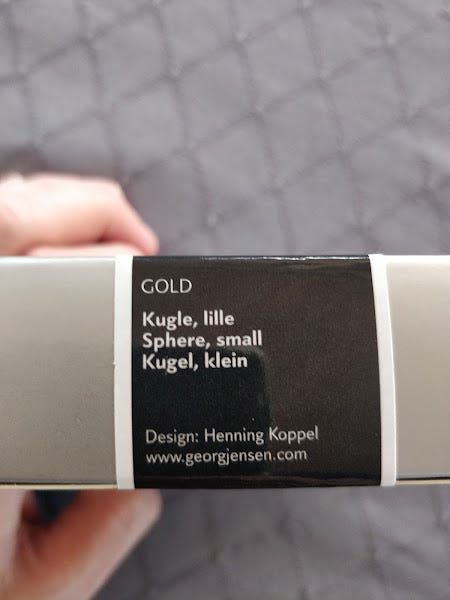 GOLD
Kugle, lille
Sphere, small
Kugel, klein
Design: Henning Koppel
www.georgjensen.com